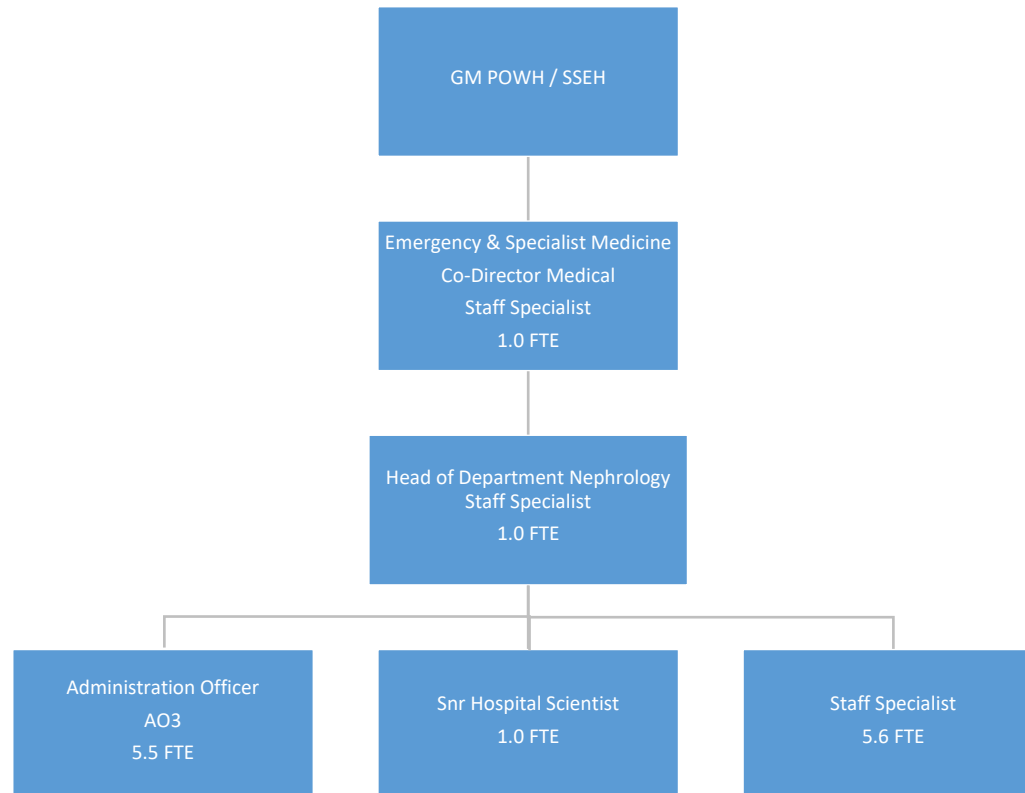 GM POWH / SSEH
Emergency & Specialist Medicine
Co-Director Medical
Staff Specialist
1.0 FTE
Head of Department Nephrology
Staff Specialist
1.0 FTE
Administration Officer
AO3
5.5 FTE
Snr Hospital Scientist
1.0 FTE
Staff Specialist
5.6 FTE